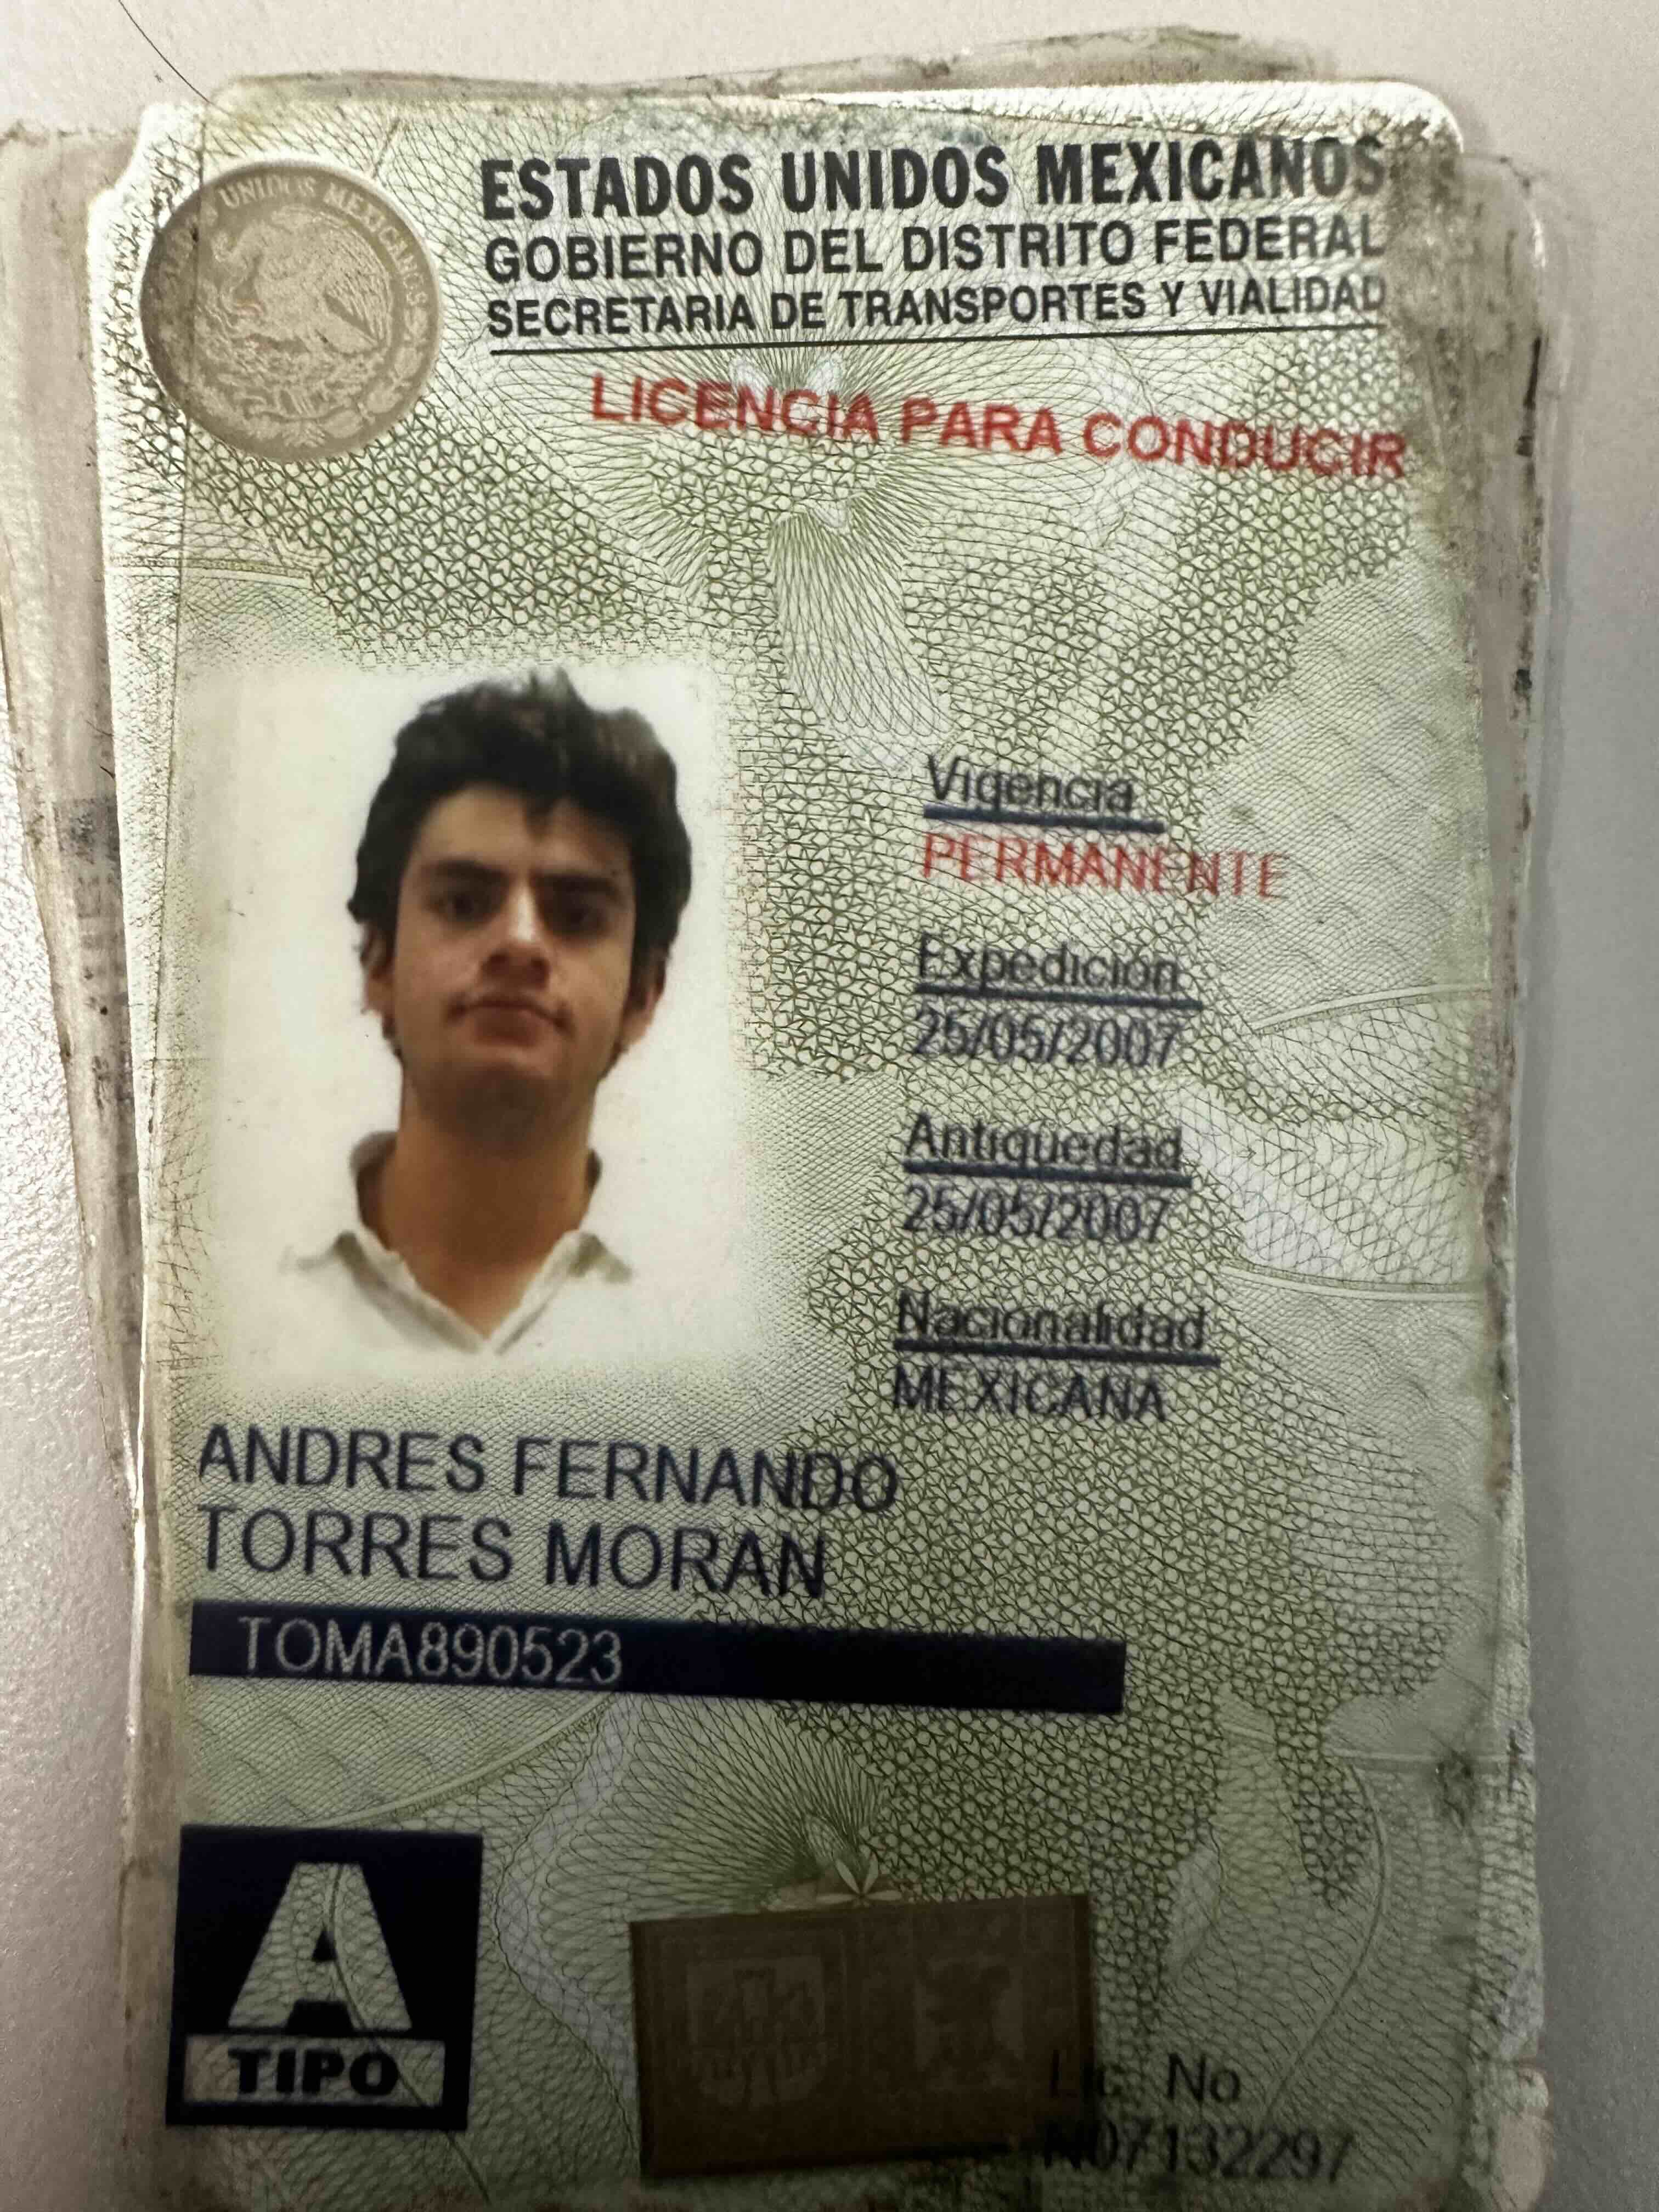 UNIDOS MEXICANOS
ESTADOS UNIDOS MEXICANOS
GOBIERNO DEL DISTRITO FEDERAL
SECRETARIA DE TRANSPORTES Y VIALIDAD
LICENCIA PARA CONDUCIR
Vigencia
PERMANENTE
Expedición
25/05/2007
Antigüedad
25/05/2007
Nacionalidad
MEXICANA
ANDRES FERNANDO
TORRES MORAN
TOMA890523
A
TIPO
Lic. No
N07132297